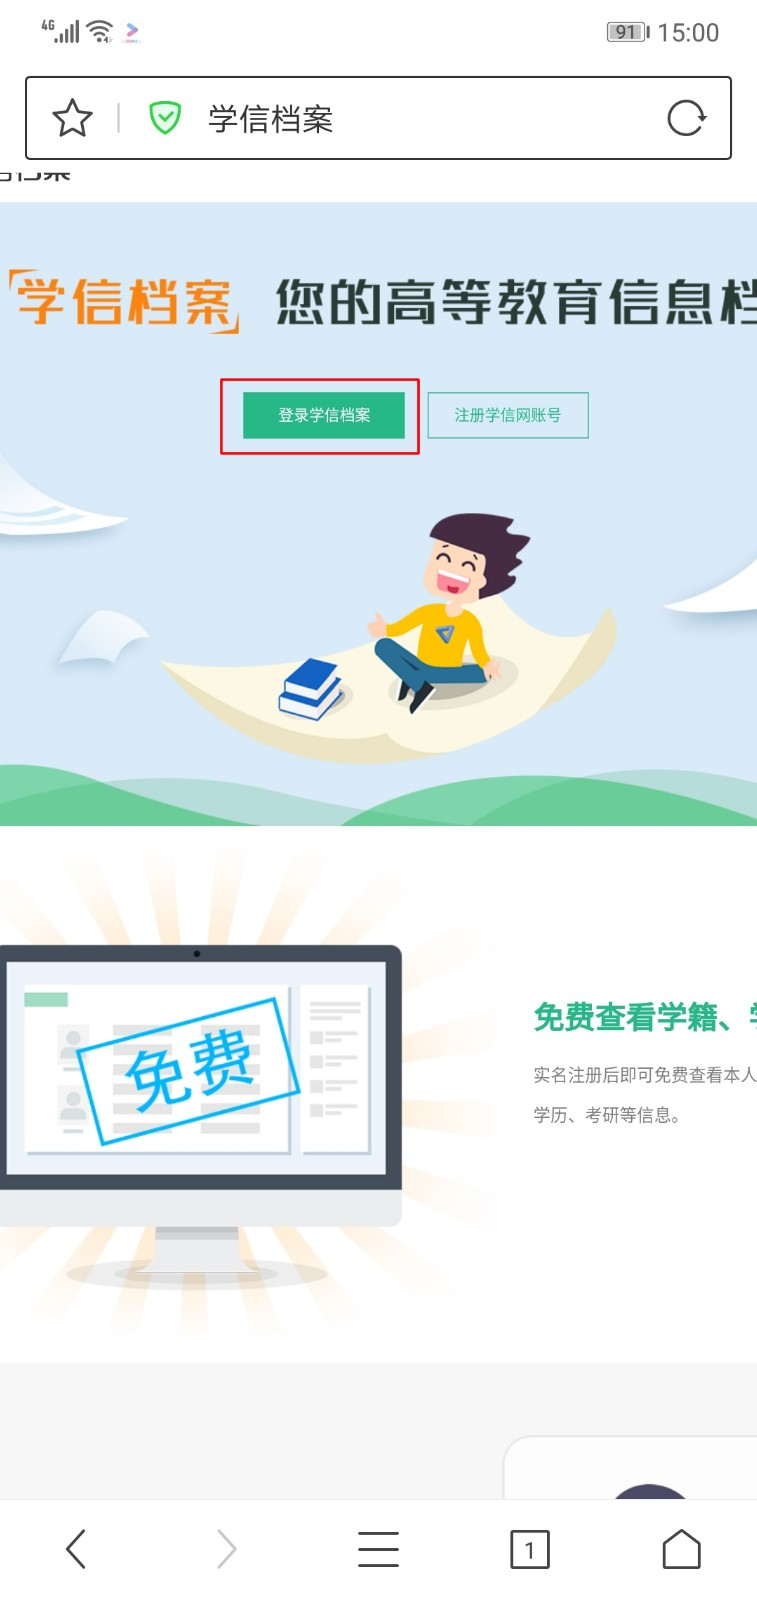 4G
91
15:00
学信档案
学信档案 您的高等教育信息档
登录学信档案
注册学信网账号
免费
免费查看学籍、学
实名注册后即可免费查看本人
学历、考研等信息。
1